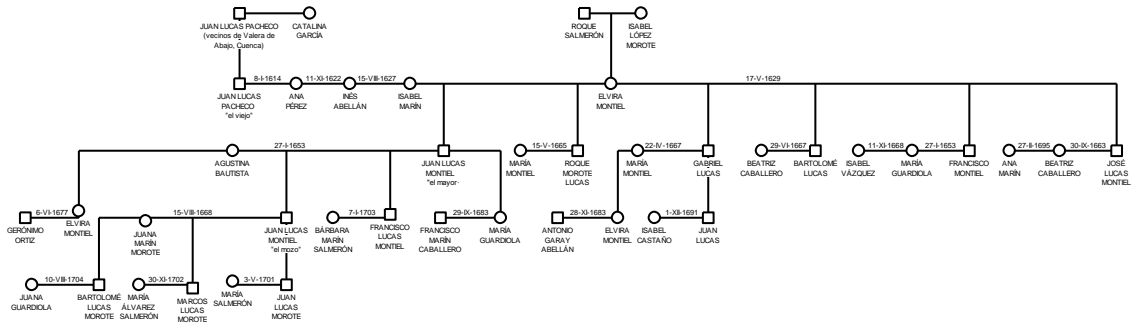 JUAN LUCAS PACHECO
(vecinos de Valera de
Abajo, Cuenca)
CATALINA
GARCÍA
ROQUE
SALMERÓN
ISABEL
LÓPEZ
MOROTE
8-I-1614
11-XI-1622
15-VIII-1627
17-V-1629
JUAN LUCAS
PACHECO
"el viejo"
ANA
PÉREZ
INÉS
ABELLÁN
ISABEL
MARÍN
ELVIRA
MONTIEL
27-I-1653
15-V-1665
22-IV-1667
29-VI-1667
11-XI-1668
27-I-1653
27-II-1695
30-IX-1663
AGUSTINA
BAUTISTA
JUAN LUCAS
MONTIEL
"el mayor"
MARÍA
MONTIEL
ROQUE
MOROTE
LUCAS
MARÍA
MONTIEL
GABRIEL
LUCAS
BEATRIZ
CABALLERO
BARTOLOMÉ
LUCAS
ISABEL
VÁZQUEZ
MARÍA
GUARDIOLA
FRANCISCO
MONTIEL
ANA
MARÍN
BEATRIZ
CABALLERO
JOSÉ
LUCAS
MONTIEL
6-VI-1677
15-VIII-1668
7-I-1703
29-IX-1683
28-XI-1683
1-XII-1691
GERÓNIMO
ORTIZ
ELVIRA
MONTIEL
JUANA
MARÍN
MOROTE
JUAN LUCAS
MONTIEL
"el mozo"
BÁRBARA
MARÍN
SALMERÓN
FRANCISCO
LUCAS
MONTIEL
FRANCISCO
MARÍN
CABALLERO
MARÍA
GUARDIOLA
ANTONIO
GARAY
ABELLÁN
ELVIRA
MONTIEL
ISABEL
CASTAÑO
JUAN
LUCAS
10-VIII-1704
30-XI-1702
3-V-1701
JUANA
GUARDIOLA
BARTOLOMÉ
LUCAS
MOROTE
MARÍA
ÁLVAREZ
SALMERÓN
MARCOS
LUCAS
MOROTE
MARÍA
SALMERÓN
JUAN
LUCAS
MOROTE